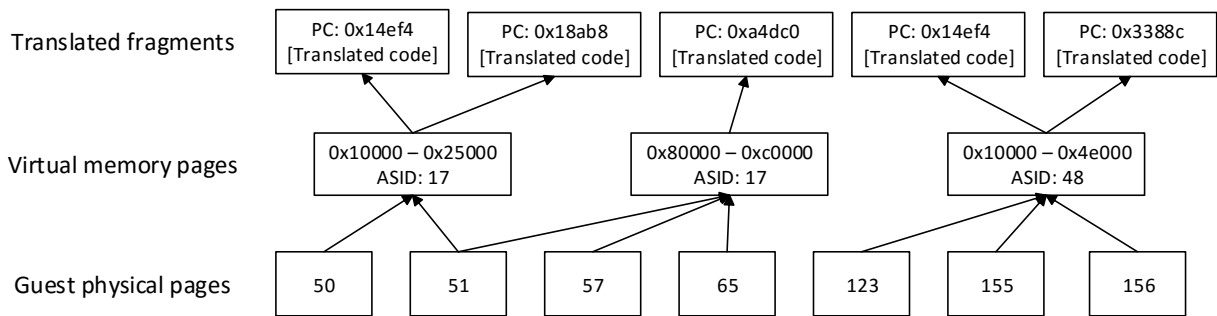 Translated fragments
PC: 0x14ef4
[Translated code]
PC: 0x18ab8
[Translated code]
PC: 0xa4dc0
[Translated code]
PC: 0x14ef4
[Translated code]
PC: 0x3388c
[Translated code]
Virtual memory pages
0x10000 – 0x25000
ASID: 17
0x80000 – 0xc0000
ASID: 17
0x10000 – 0x4e000
ASID: 48
Guest physical pages
50
51
57
65
123
155
156